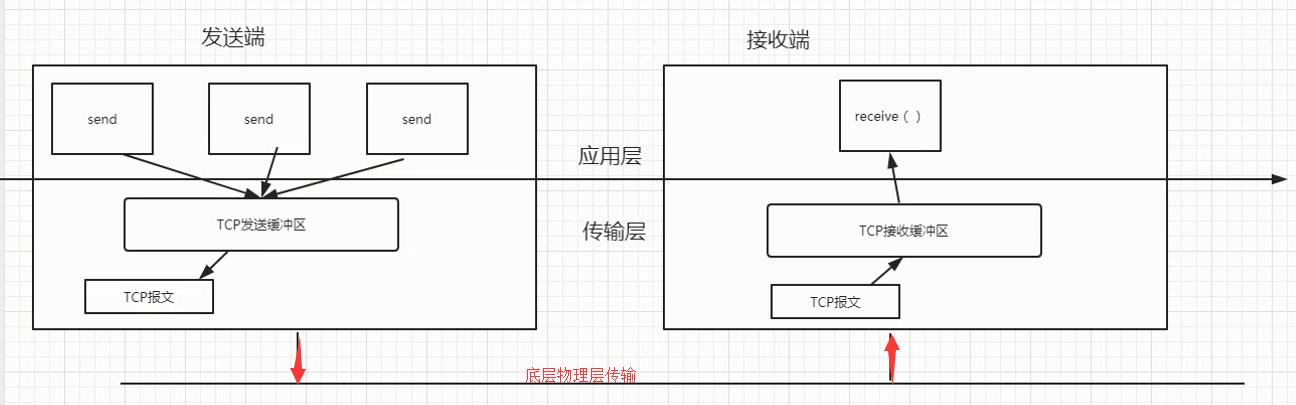 发送端
接收端
send
send
send
receive（ ）
应用层
TCP发送缓冲区
传输层
TCP接收缓冲区
TCP报文
TCP报文
底层物理层传输